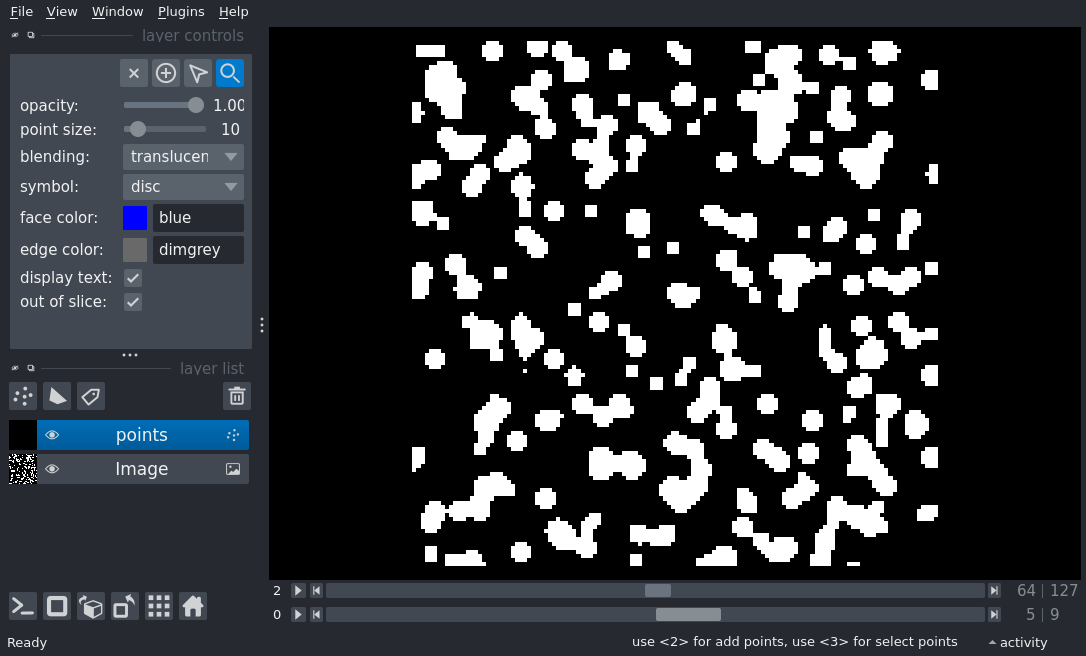 File View Window Plugins Help
layer controls
opacity: 1.00
point size: 10
blending: translucen
symbol: disc
face color: blue
edge color: dimgrey
display text:
out of slice:
layer list
points
Image
2 64 127
0 5 9
Ready use <2> for add points, use <3> for select points activity